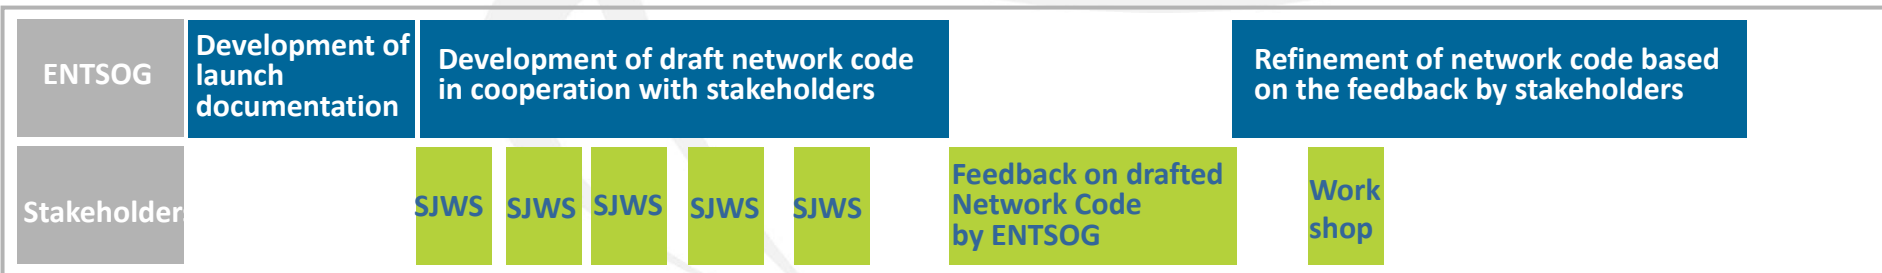 ENTSOG
Development of
launch
documentation
Development of draft network code
in cooperation with stakeholders
Refinement of network code based
on the feedback by stakeholders
Stakeholders
SJWS
SJWS
SJWS
SJWS
SJWS
Feedback on drafted
Network Code
by ENTSOG
Work
shop